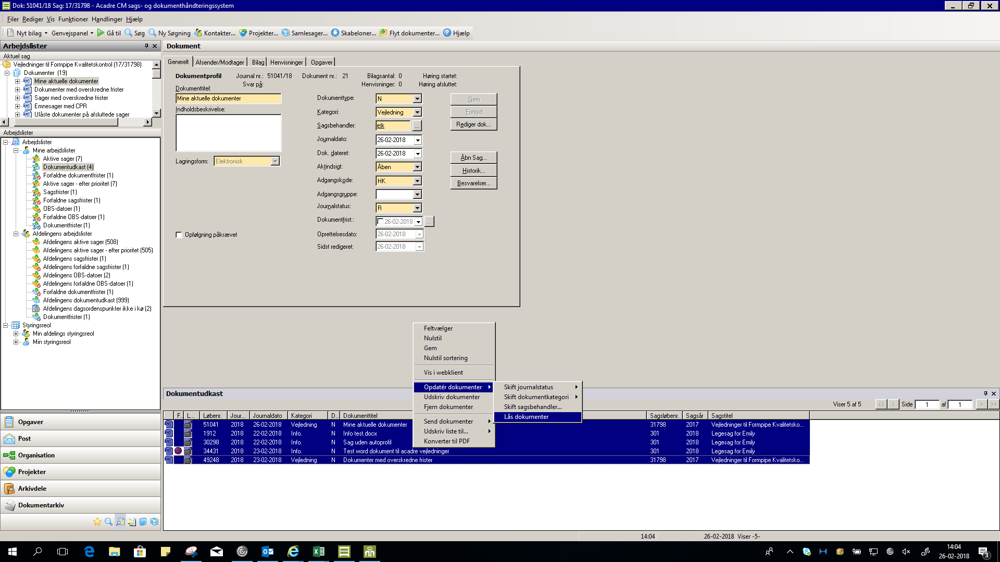 Dok: 51041/18 Sag: 17/31798 - Acadre CM sags- og dokumenthåndteringssystem
Filer Rediger Vis Funktioner Handlinger Hjælp
Nyt bilag Genvejspanel Gå til Søg Ny Søgning Kontakter... Projekter... Samlesager... Skabeloner... Flyt dokumenter... Hjælp
Arbejdslister
Aktuel sag
Vejledninger til Formpipe Kvalitetskontrol (17/31798)
Dokumenter (19)
Mine aktuelle dokumenter
Dokumenter med overskredne frister
Sager med overskredne frister
Emnesager med CPR
Ulåste dokumenter på afsluttede sager
Arbejdslister
Arbejdslister
Mine arbejdslister
Aktive sager (7)
Dokumentudkast (4)
Forfaldne dokumentfrister (1)
Aktive sager - efter prioritet (7)
Sagsfrister (1)
Forfaldne sagsfrister (1)
OBS-datoer (1)
Forfaldne OBS-datoer (1)
Dokumentfrister (1)
Afdelingens arbejdslister
Afdelingens aktive sager (508)
Afdelingens aktive sager - efter prioritet (505)
Afdelingens sagsfrister (1)
Afdelingens forfaldne sagsfrister (1)
Afdelingens OBS-datoer (2)
Afdelingens forfaldne OBS-datoer (1)
Forfaldne dokumentfrister (1)
Afdelingens dokumentudkast (999)
Afdelingens dagsordenspunkter ikke i kø (2)
Dokumentfrister (1)
Styringsreol
Min afdelings styringsreol
Min styringsreol
Opgaver
Post
Organisation
Projekter
Arkivdele
Dokumentarkiv
Dokument
Generelt Afsender/Modtager Bilag Henvisninger Opgaver
Dokumentprofil Journal nr.: 51041/18 Dokument nr.: 21 Bilagsantal: 0 Høring startet:
Svar på: Henvisninger: 0 Høring afsluttet:
Dokumenttitel:
Mine aktuelle dokumenter
Indholdsbeskrivelse:
Lagringsform: Elektronisk
Opfølgning påkrævet
Dokumenttype: N
Kategori: Vejledning
Sagsbehandler: ejk ...
Journaldato: 26-02-2018
Dok. dateret: 26-02-2018
Aktindsigt: Åben
Adgangskode: HK
Adgangsgruppe:
Journalstatus: R
Dokumentfrist:: 26-02-2018 ...
Oprettelsesdato: 26-02-2018
Sidst redigeret: 26-02-2018
Gem
Fortryd
Rediger dok...
Åbn Sag...
Historik...
Besvarelser...
Feltvælger
Nulstil
Gem
Nulstil sortering
Vis i webklient
Opdatér dokumenter
Udskriv dokumenter
Fjern dokumenter
Send dokumenter
Udskriv liste til...
Konverter til PDF
Skift journalstatus
Skift dokumentkategori
Skift sagsbehandler...
Lås dokumenter
Dokumentudkast
Viser 5 af 5 << < Side 1 af 1 > >>
F.. L... Løbenr. Jour... Journaldato Kategori D.. Dokumenttitel Sagsløbenr. Sagsår Sagstitel
51041 2018 26-02-2018 Vejledning N Mine aktuelle dokumenter 31798 2017 Vejledninger til Formpipe Kvalitetsko...
1912 2018 22-02-2018 Info. N Info test.docx 301 2018 Legesag for Emily
30298 2018 22-02-2018 Info. N Sag uden autoprofil 301 2018 Legesag for Emily
34431 2018 23-02-2018 Info. N Test word dokument til acadre vejledninger 301 2018 Legesag for Emily
49248 2018 23-02-2018 Vejledning N Dokumenter med overskredne frister 31798 2017 Vejledninger til Formpipe Kvalitetsko...
14:04 26-02-2018 Viser -5-
14:04
26-02-2018
3